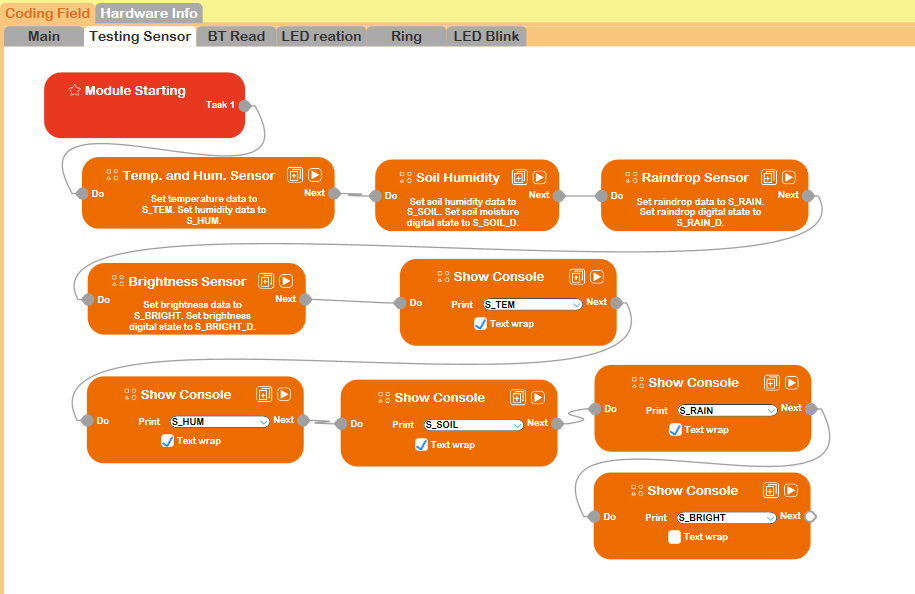 Coding Field Hardware Info
Main Testing Sensor BT Read LED reation Ring LED Blink
Module Starting
Task 1
Temp. and Hum. Sensor
Do Next
Set temperature data to
S_TEM. Set humidity data to
S_HUM.
Soil Humidity
Do Next
Set soil humidity data to
S_SOIL. Set soil moisture
digital state to S_SOIL_D.
Raindrop Sensor
Do Next
Set raindrop data to S_RAIN.
Set raindrop digital state to
S_RAIN_D.
Brightness Sensor
Do Next
Set brightness data to
S_BRIGHT. Set brightness
digital state to S_BRIGHT_D.
Show Console
Do Print S_TEM Next
Text wrap
Show Console
Do Print S_HUM Next
Text wrap
Show Console
Do Print S_SOIL Next
Text wrap
Show Console
Do Print S_RAIN Next
Text wrap
Show Console
Do Print S_BRIGHT Next
Text wrap